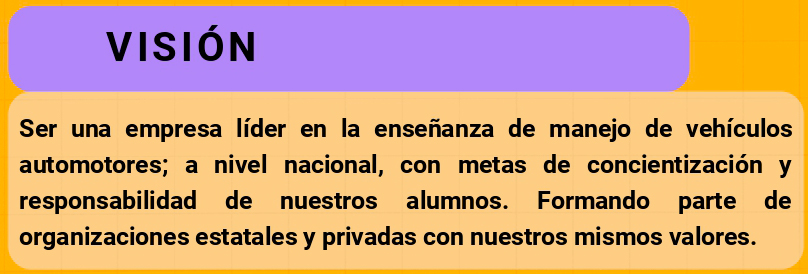 VISIÓN
Ser una empresa líder en la enseñanza de manejo de vehículos
automotores; a nivel nacional, con metas de concientización y
responsabilidad de nuestros alumnos. Formando parte de
organizaciones estatales y privadas con nuestros mismos valores.